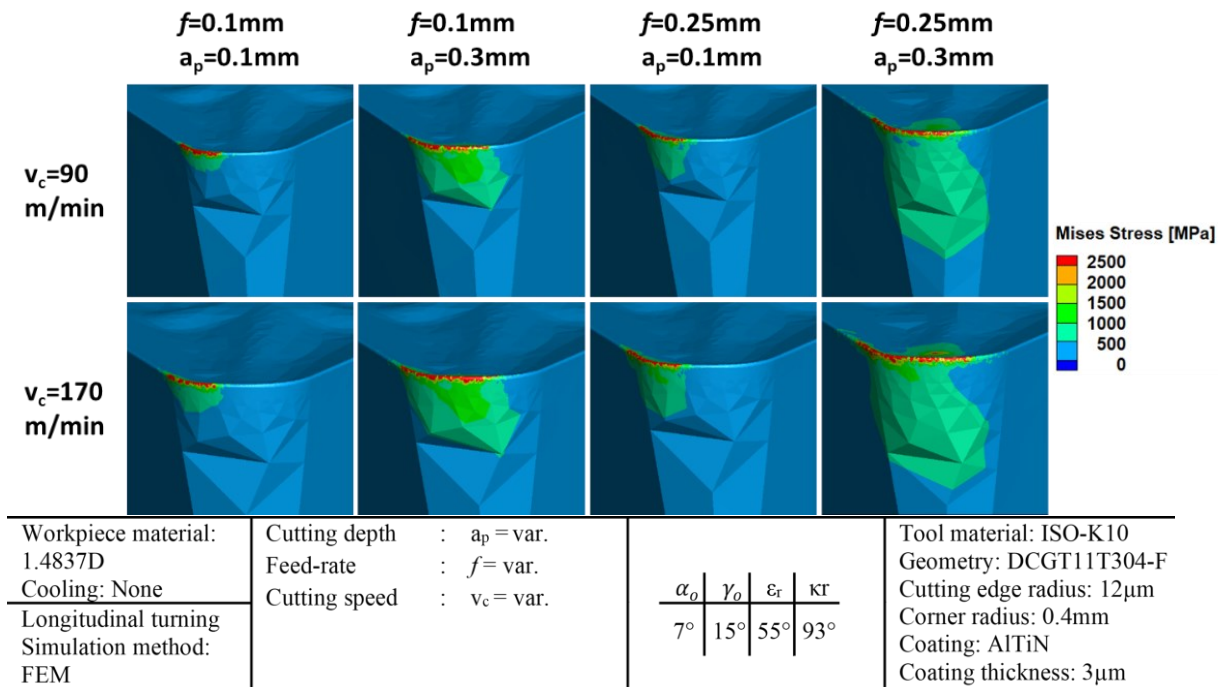 f=0.1mm f=0.1mm f=0.25mm f=0.25mm
aₚ=0.1mm aₚ=0.3mm aₚ=0.1mm aₚ=0.3mm
v꜀=90
m/min
Mises Stress [MPa]
2500
2000
1500
1000
500
0
v꜀=170
m/min
Workpiece material:
1.4837D
Cooling: None
Longitudinal turning
Simulation method:
FEM
Cutting depth : aₚ = var.
Feed-rate : f = var.
Cutting speed : v꜀ = var.
αₒ γₒ εᵣ κr
7° 15° 55° 93°
Tool material: ISO-K10
Geometry: DCGT11T304-F
Cutting edge radius: 12µm
Corner radius: 0.4mm
Coating: AlTiN
Coating thickness: 3µm